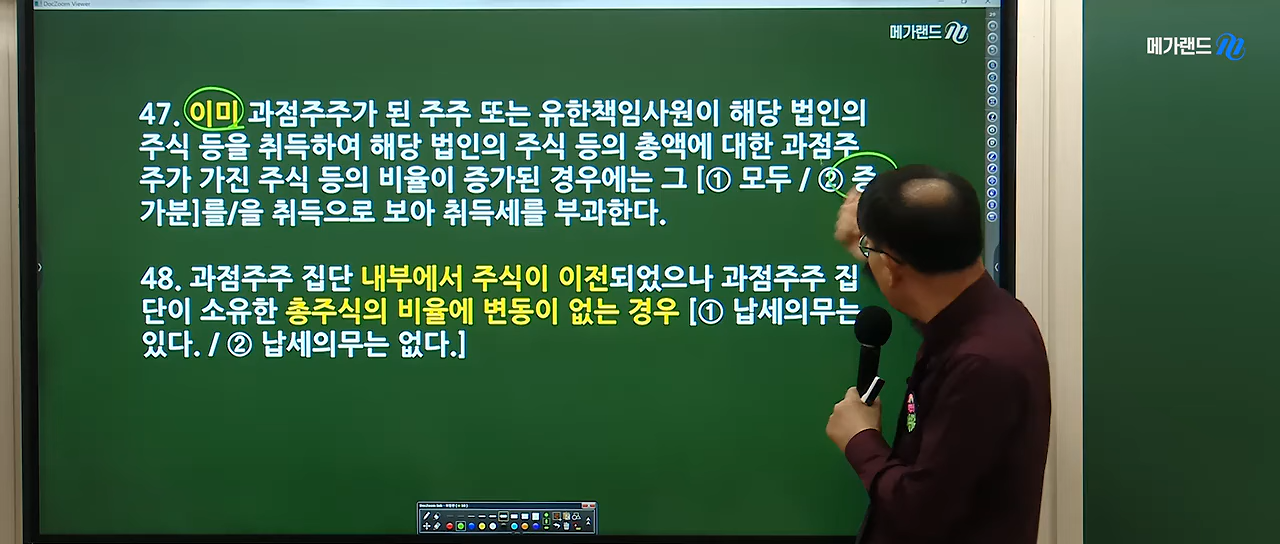 DocZoom Viewer
메가랜드
메가랜드
47. 이미 과점주주가 된 주주 또는 유한책임사원이 해당 법인의
주식 등을 취득하여 해당 법인의 주식 등의 총액에 대한 과점주
주가 가진 주식 등의 비율이 증가된 경우에는 그 [① 모두 / ② 증
가분]를/을 취득으로 보아 취득세를 부과한다.
48. 과점주주 집단 내부에서 주식이 이전되었으나 과점주주 집
단이 소유한 총주식의 비율에 변동이 없는 경우 [① 납세의무는
있다. / ② 납세의무는 없다.]